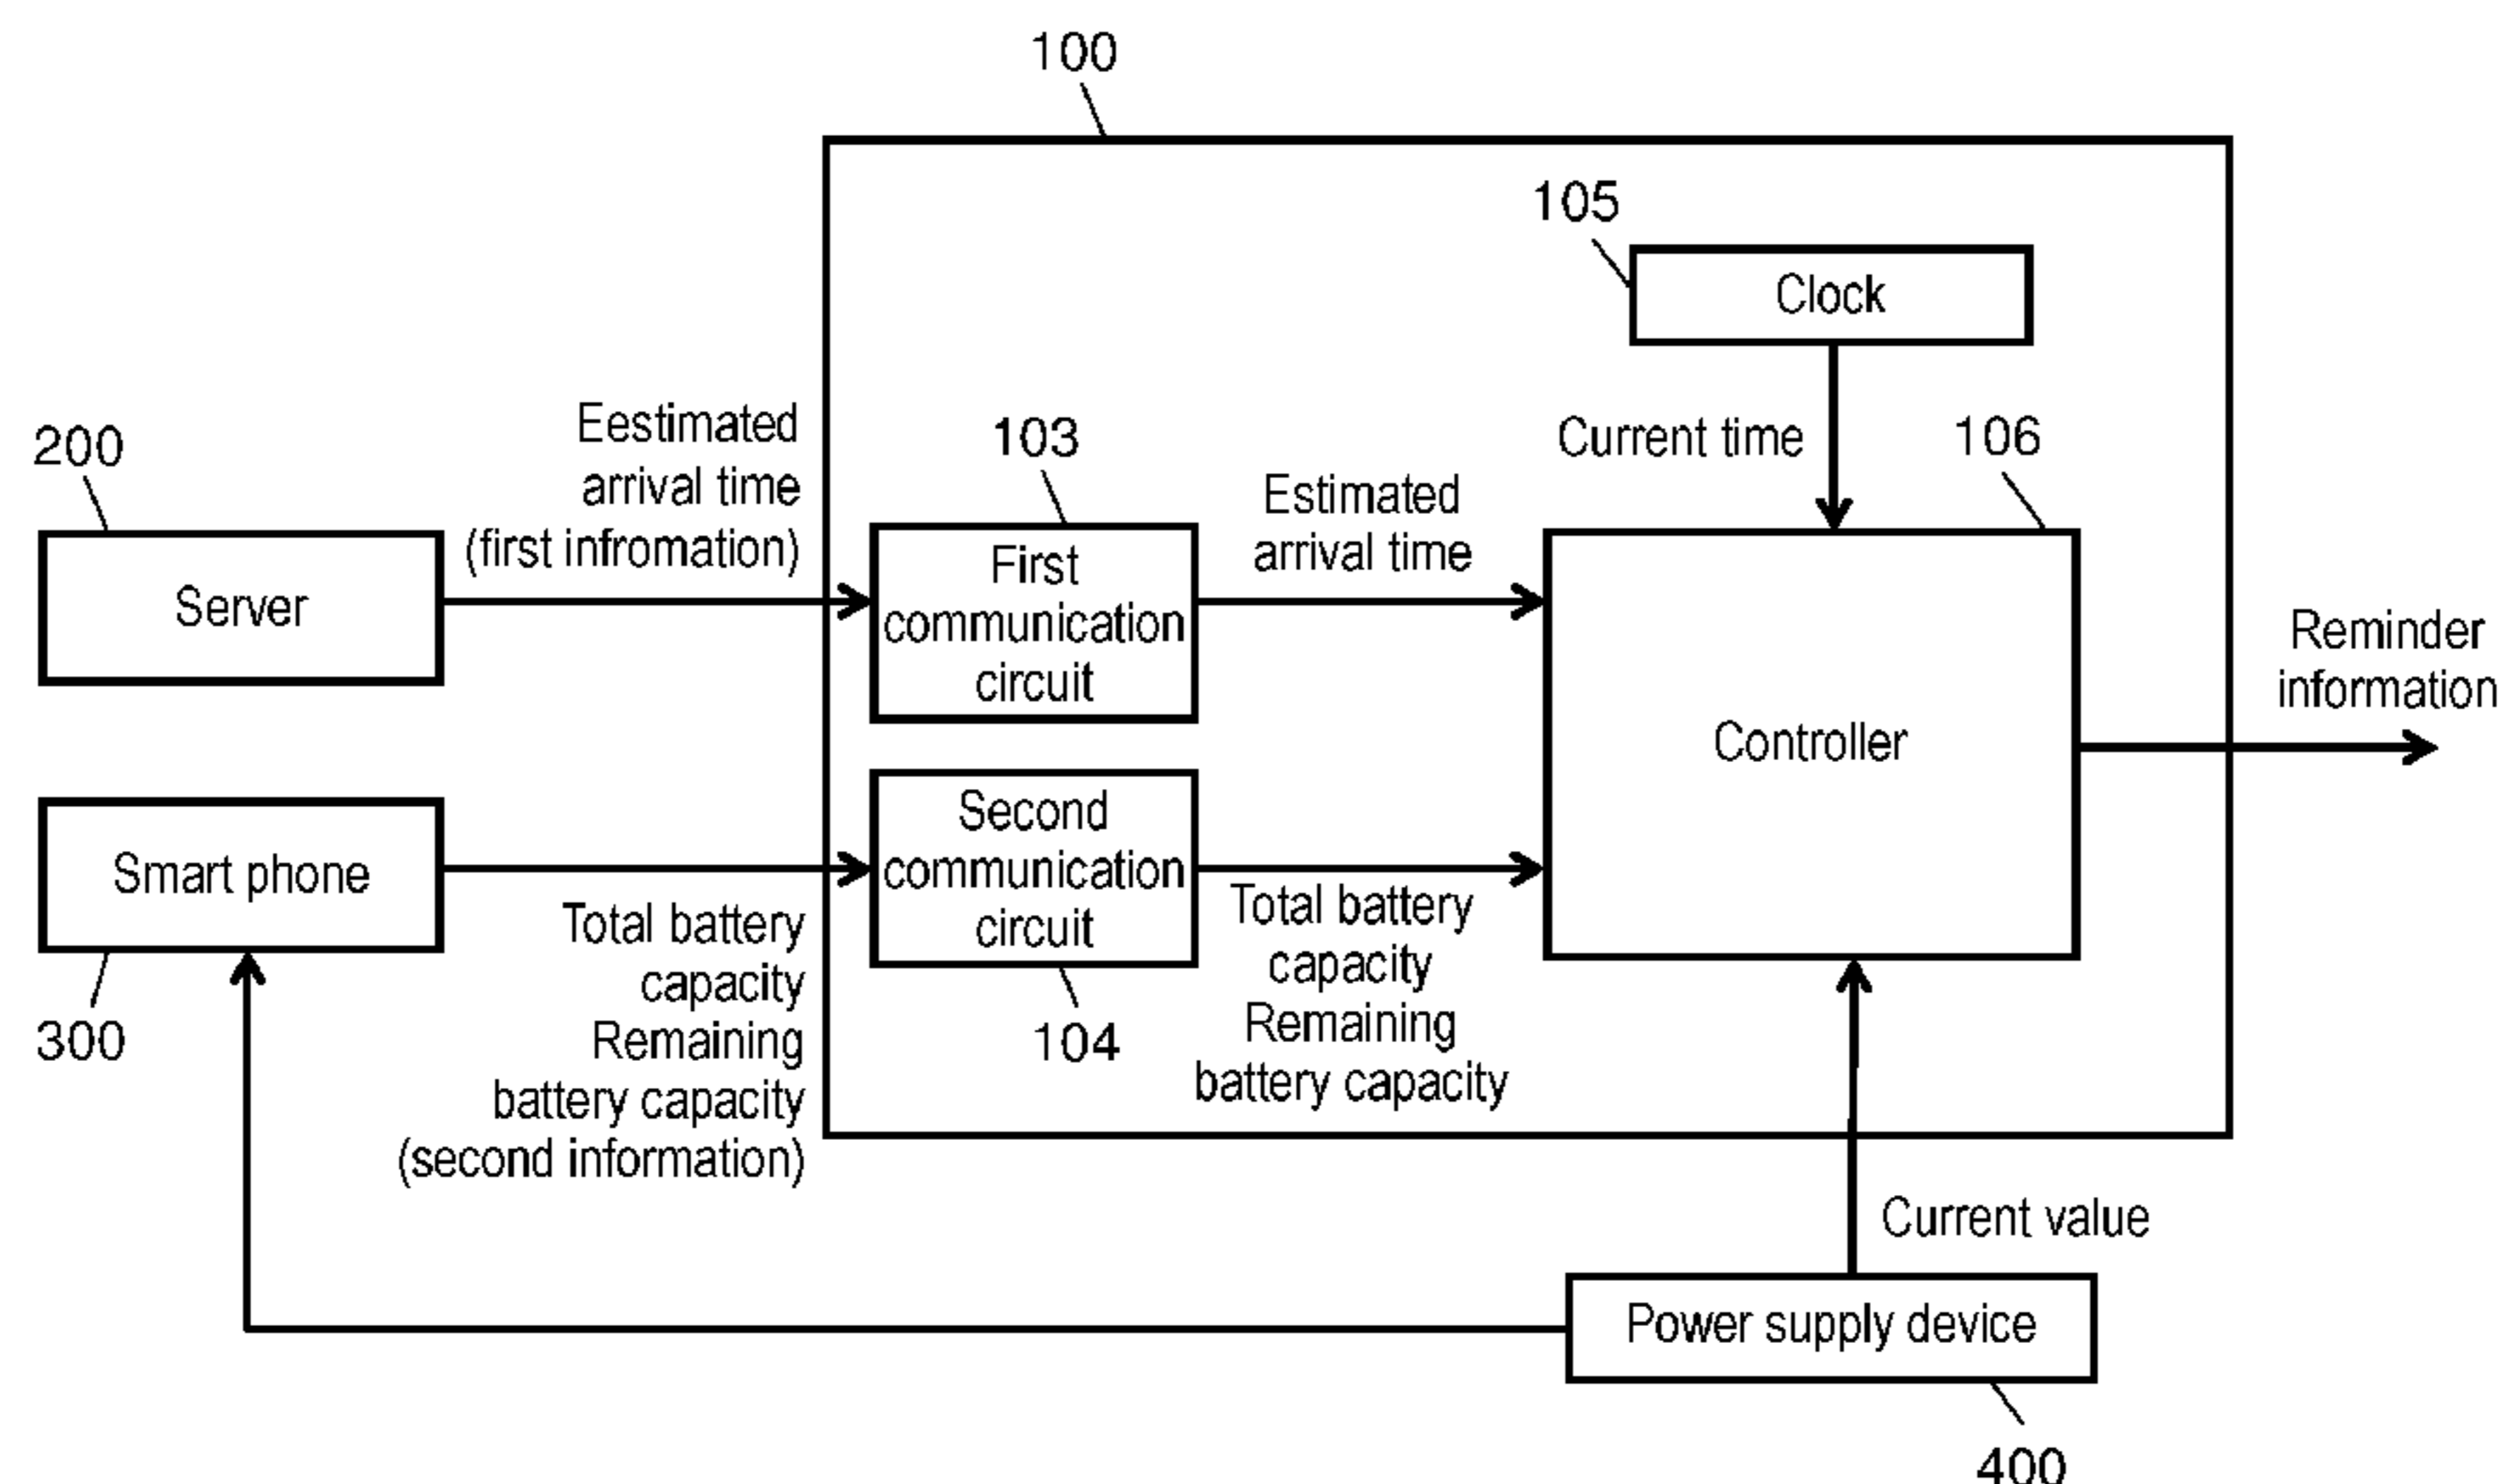 100
105
Clock
Current time
106
200
Eestimated
arrival time
(first infromation)
103
Estimated
arrival time
Server
First
communication
circuit
Controller
Reminder
information
Smart phone
300
Second
communication
circuit
104
Total battery
capacity
Remaining
battery capacity
(second information)
Total battery
capacity
Remaining
battery capacity
Current value
Power supply device
400